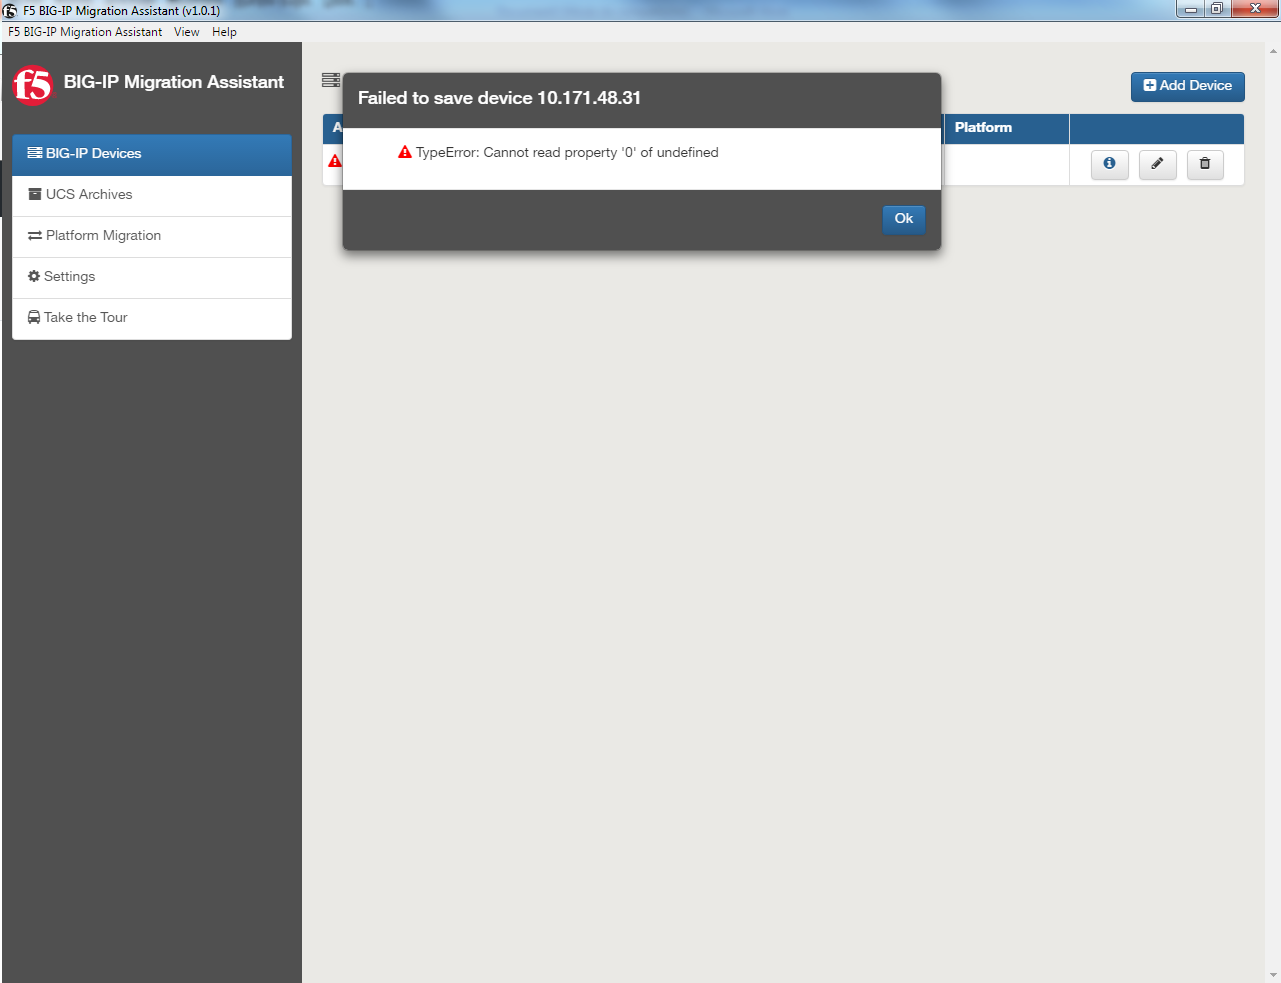 F5 BIG-IP Migration Assistant (v1.0.1)
F5 BIG-IP Migration Assistant View Help
f5 BIG-IP Migration Assistant
BIG-IP Devices
UCS Archives
Platform Migration
Settings
Take the Tour
Add Device
Platform
Failed to save device 10.171.48.31
TypeError: Cannot read property '0' of undefined
Ok